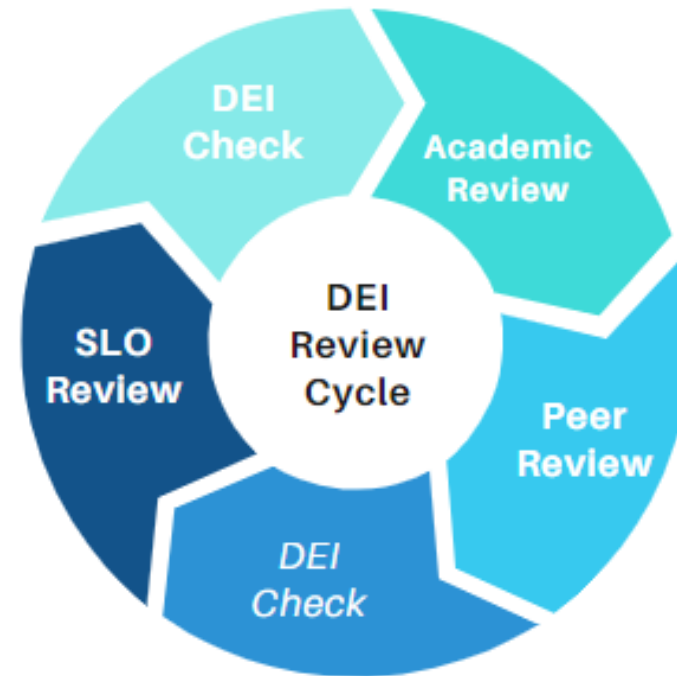 DEI
Check
Academic
Review
DEI
Review
Cycle
SLO
Review
Peer
Review
DEI
Check